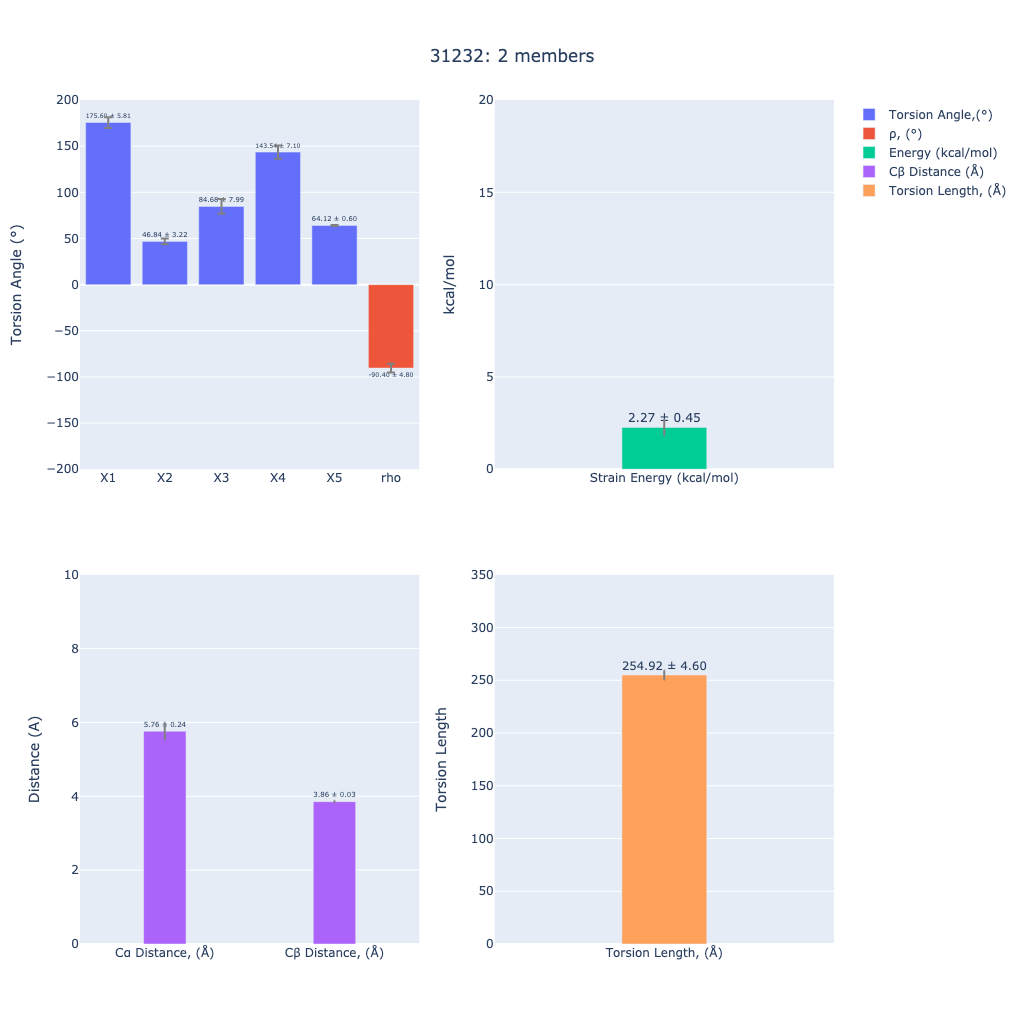 31232: 2 members
Torsion Angle (°)
200
150
100
50
0
−50
−100
−150
−200
175.60 ± 5.81
46.84 ± 3.22
84.68 ± 7.99
143.54 ± 7.10
64.12 ± 0.60
-90.40 ± 4.80
X1 X2 X3 X4 X5 rho
kcal/mol
20
15
10
5
0
2.27 ± 0.45
Strain Energy (kcal/mol)
Torsion Angle,(°)
ρ, (°)
Energy (kcal/mol)
Cβ Distance (Å)
Torsion Length, (Å)
Distance (A)
10
8
6
4
2
0
5.76 ± 0.24
3.86 ± 0.03
Cα Distance, (Å) Cβ Distance, (Å)
Torsion Length
350
300
250
200
150
100
50
0
254.92 ± 4.60
Torsion Length, (Å)